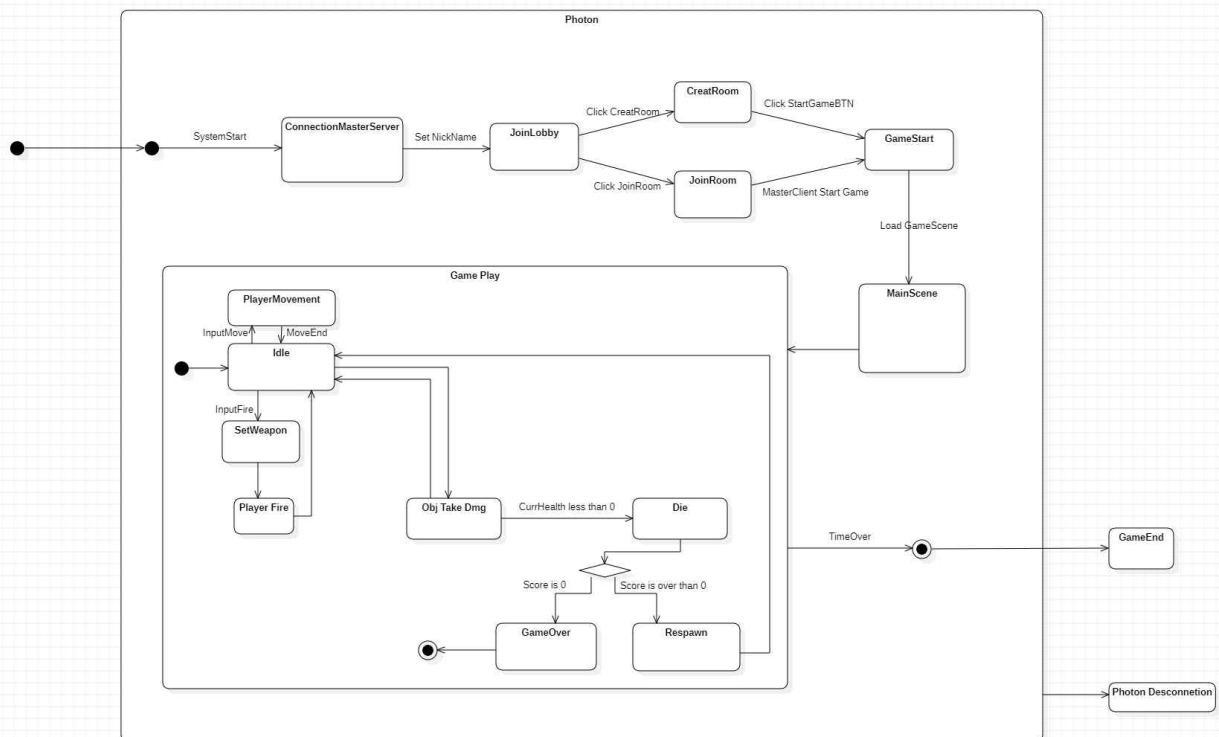 Photon
CreatRoom
Click CreatRoom
Click StartGameBTN
ConnectionMasterServer
SystemStart
Set NickName
JoinLobby
GameStart
JoinRoom
Click JoinRoom
MasterClient Start Game
Load GameScene
Game Play
MainScene
PlayerMovement
InputMove
MoveEnd
Idle
InputFire
SetWeapon
Player Fire
Obj Take Dmg
CurrHealth less than 0
Die
TimeOver
GameEnd
Score is 0
Score is over than 0
GameOver
Respawn
Photon Desconnetion